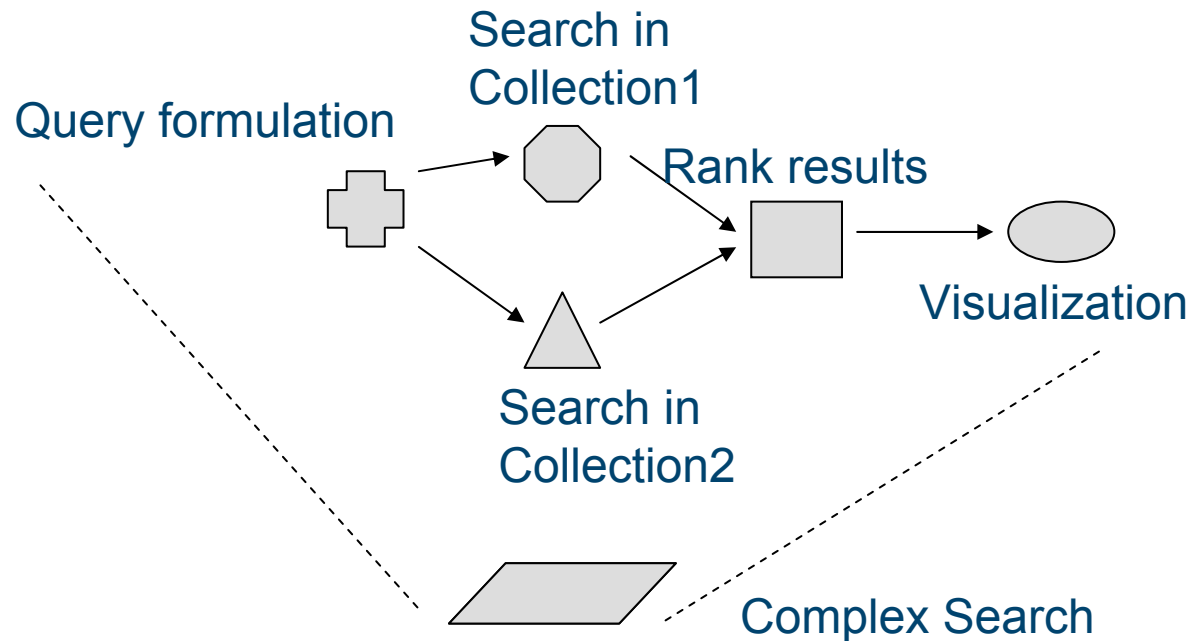 Search in
Collection1
Query formulation
Rank results
Visualization
Search in
Collection2
Complex Search